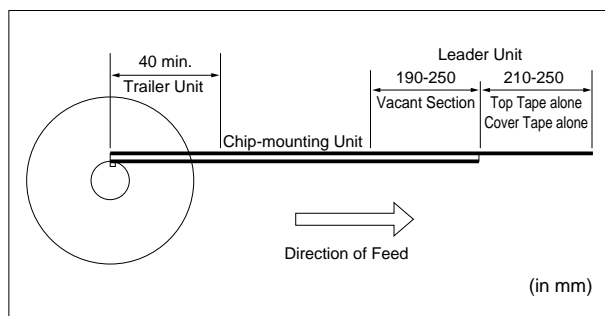 Leader Unit
40 min.
Trailer Unit
190-250
Vacant Section
210-250
Top Tape alone
Cover Tape alone
Chip-mounting Unit
Direction of Feed
(in mm)